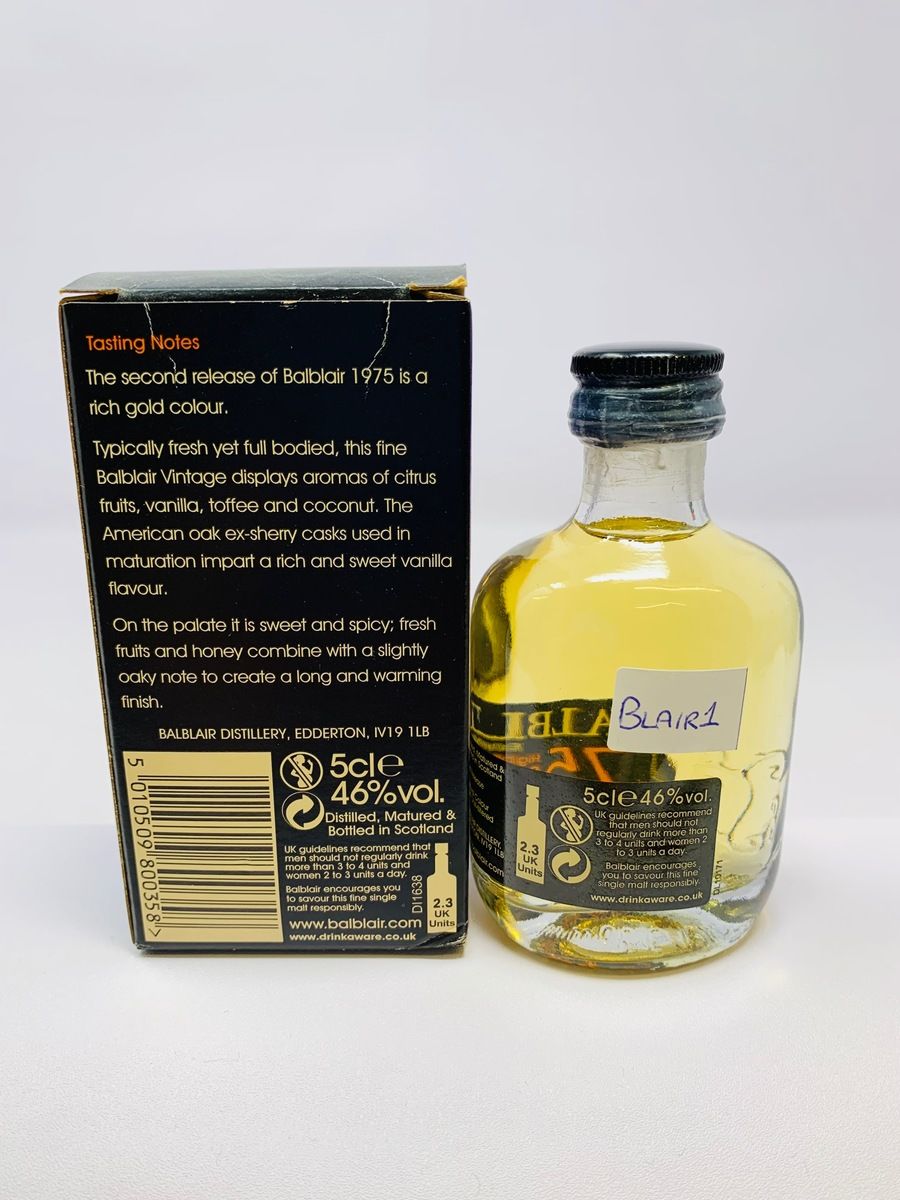 Tasting Notes
The second release of Balblair 1975 is a
rich gold colour.
Typically fresh yet full bodied, this fine
Balblair Vintage displays aromas of citrus
fruits, vanilla, toffee and coconut. The
American oak ex-sherry casks used in
maturation impart a rich and sweet vanilla
flavour.
On the palate it is sweet and spicy; fresh
fruits and honey combine with a slightly
oaky note to create a long and warming
finish.
BALBLAIR DISTILLERY, EDDERTON, IV19 1LB
5 010509 800358 >
5cl e
46%vol.
Distilled, Matured &
Bottled in Scotland
UK guidelines recommend that
men should not regularly drink
more than 3 to 4 units and
women 2 to 3 units a day.
Balblair encourages you
to savour this fine single
malt responsibly.
www.balblair.com
www.drinkaware.co.uk
DI1638
2.3
UK
Units
BLAIR1
5cl e 46%vol.
UK guidelines recommend
that men should not
regularly drink more than
3 to 4 units and women 2
to 3 units a day.
Balblair encourages
you to savour this fine
single malt responsibly.
www.drinkaware.co.uk
2.3
UK
Units